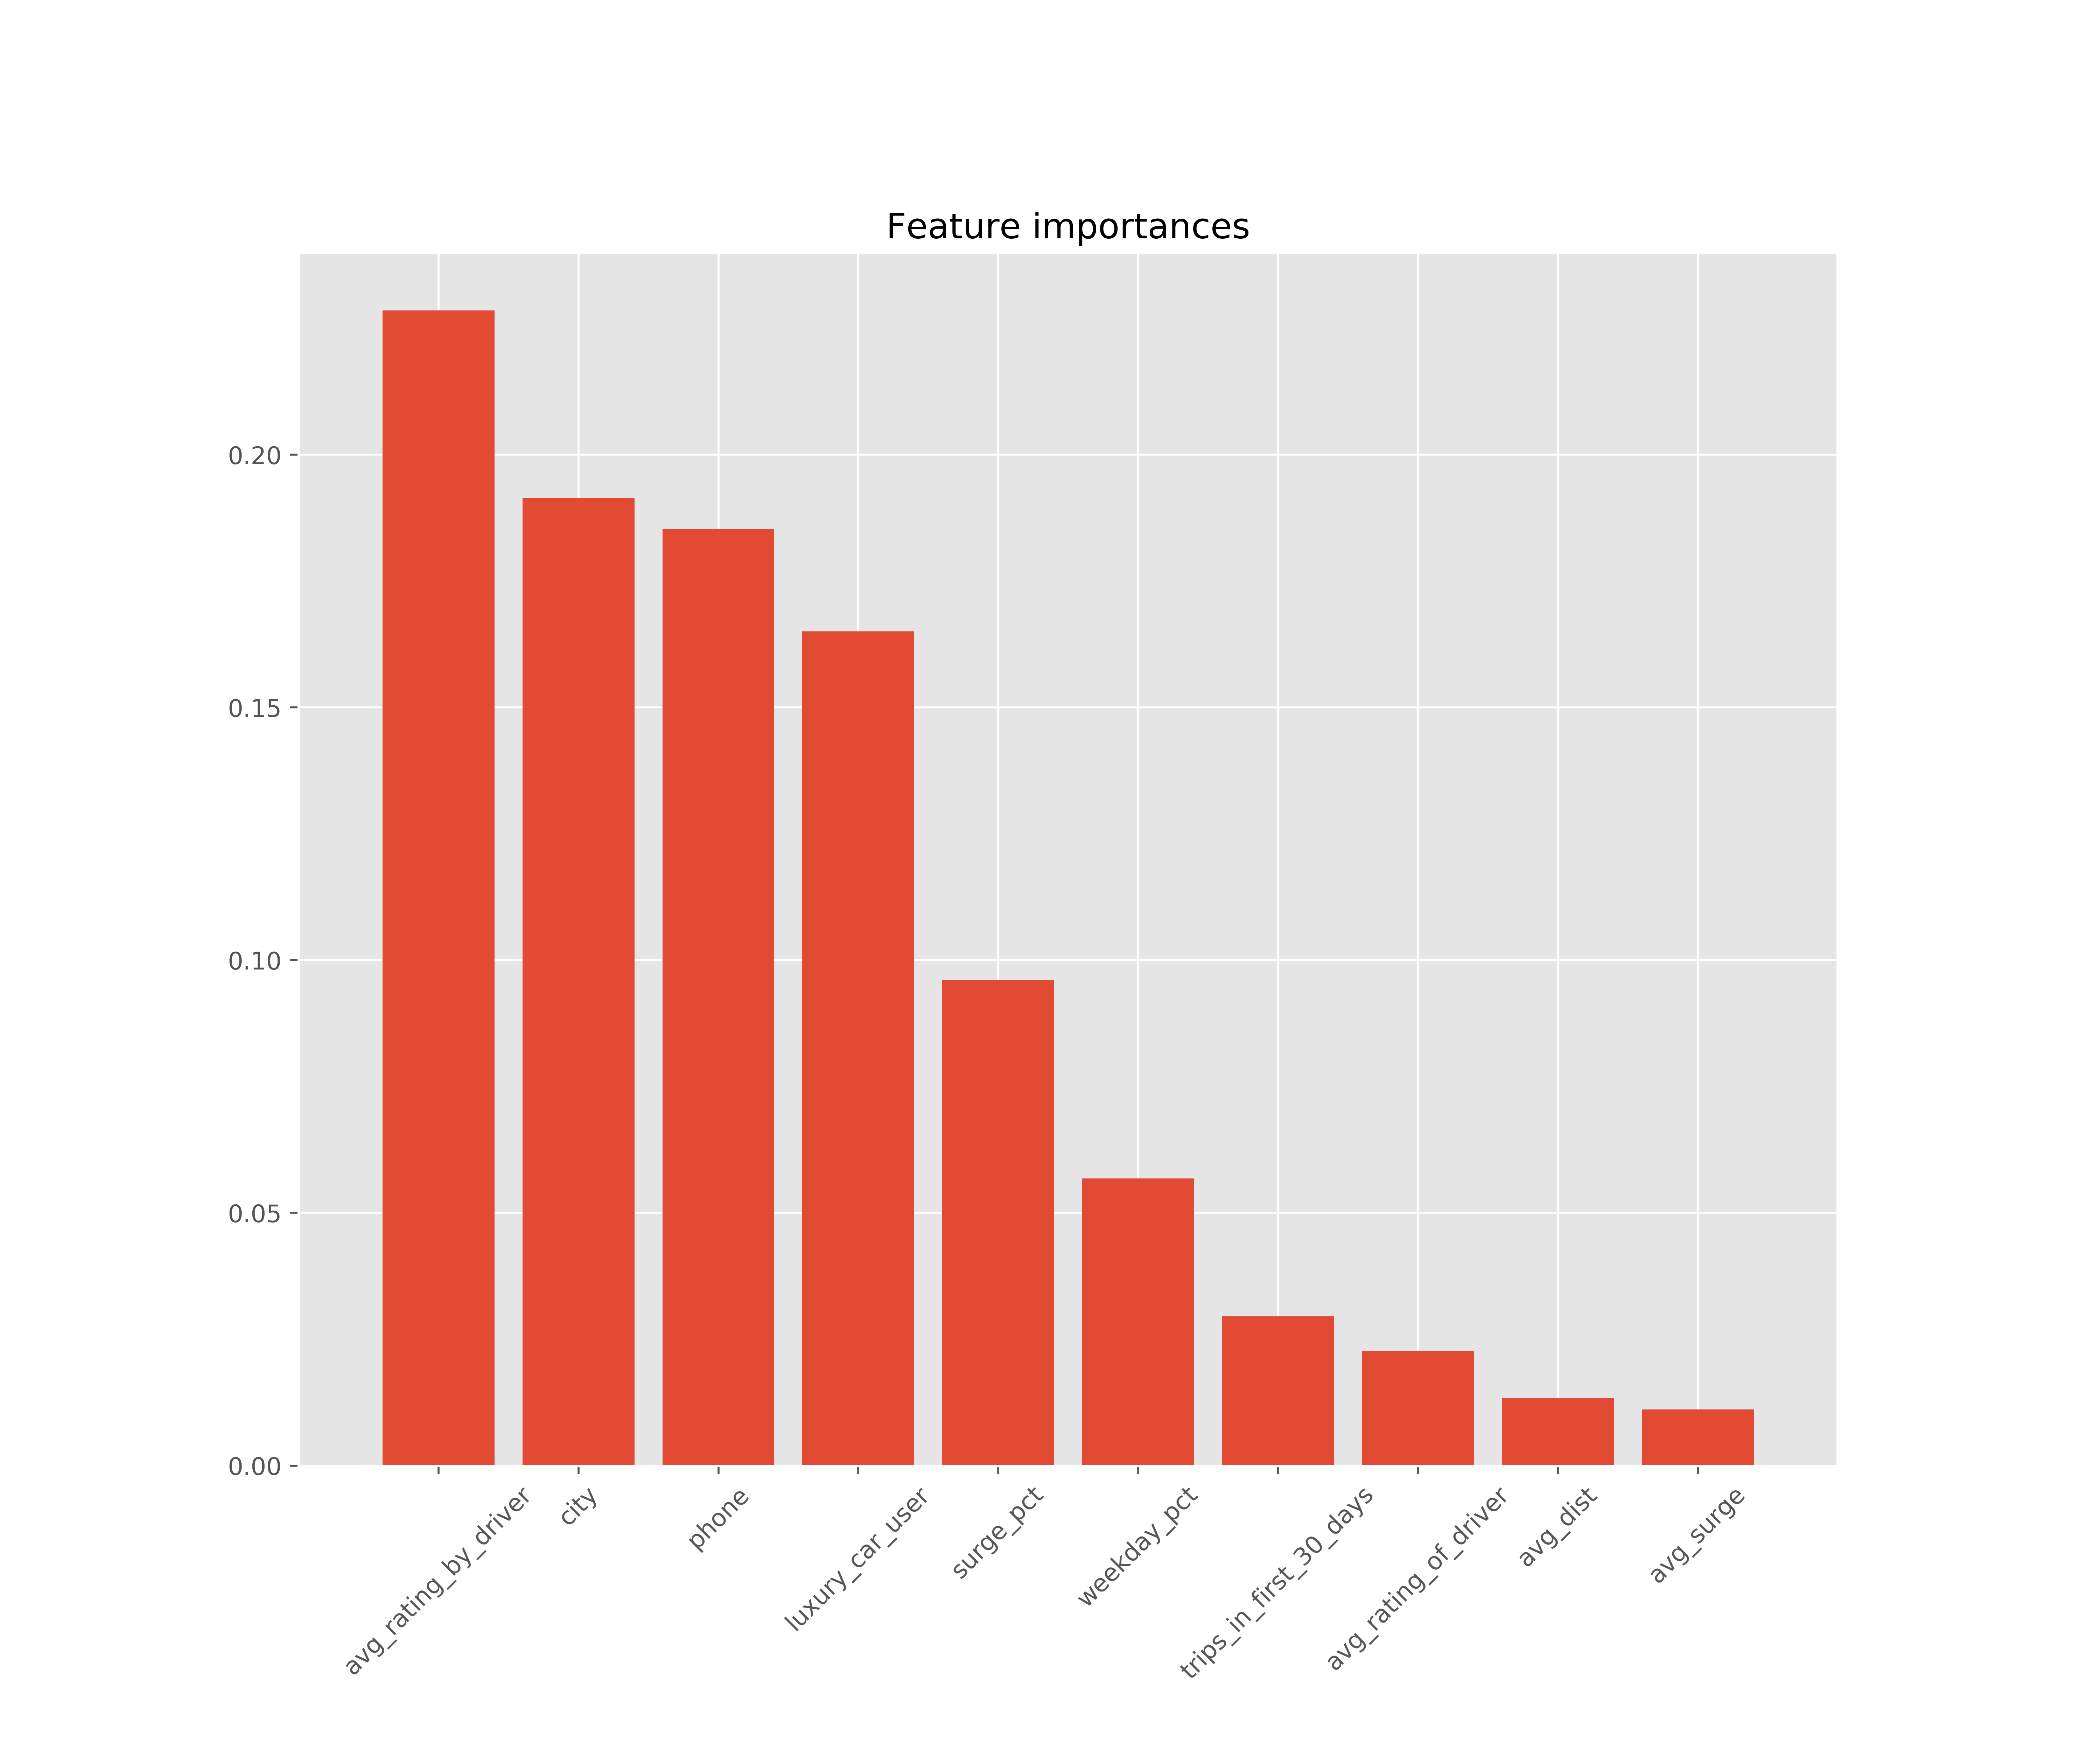 Feature importances
0.20
0.15
0.10
0.05
0.00
avg_rating_by_driver
city
phone
luxury_car_user
surge_pct
weekday_pct
trips_in_first_30_days
avg_rating_of_driver
avg_dist
avg_surge